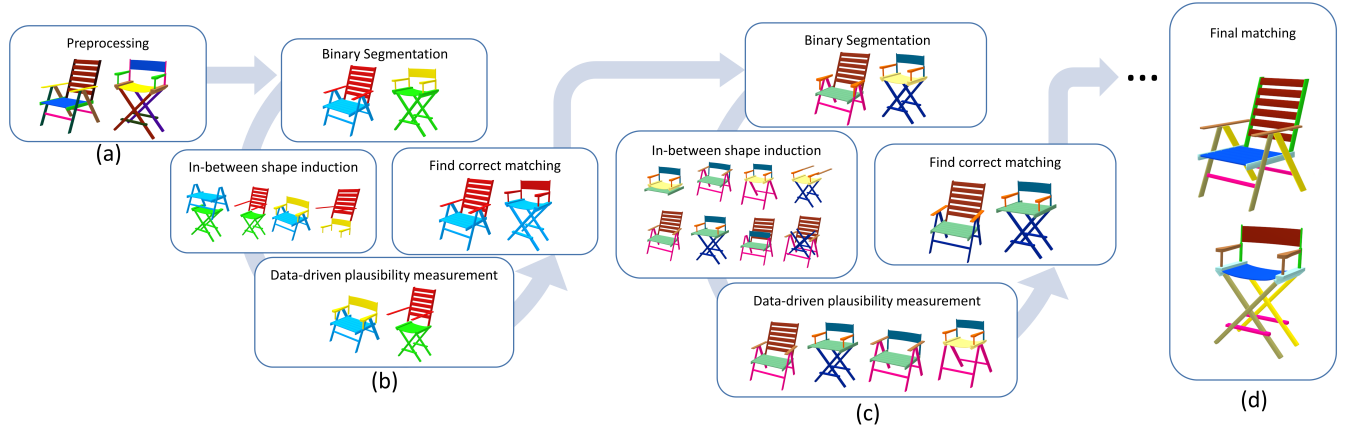 Preprocessing
(a)
Binary Segmentation
In-between shape induction
Find correct matching
Data-driven plausibility measurement
(b)
Binary Segmentation
In-between shape induction
Find correct matching
Data-driven plausibility measurement
(c)
...
Final matching
(d)